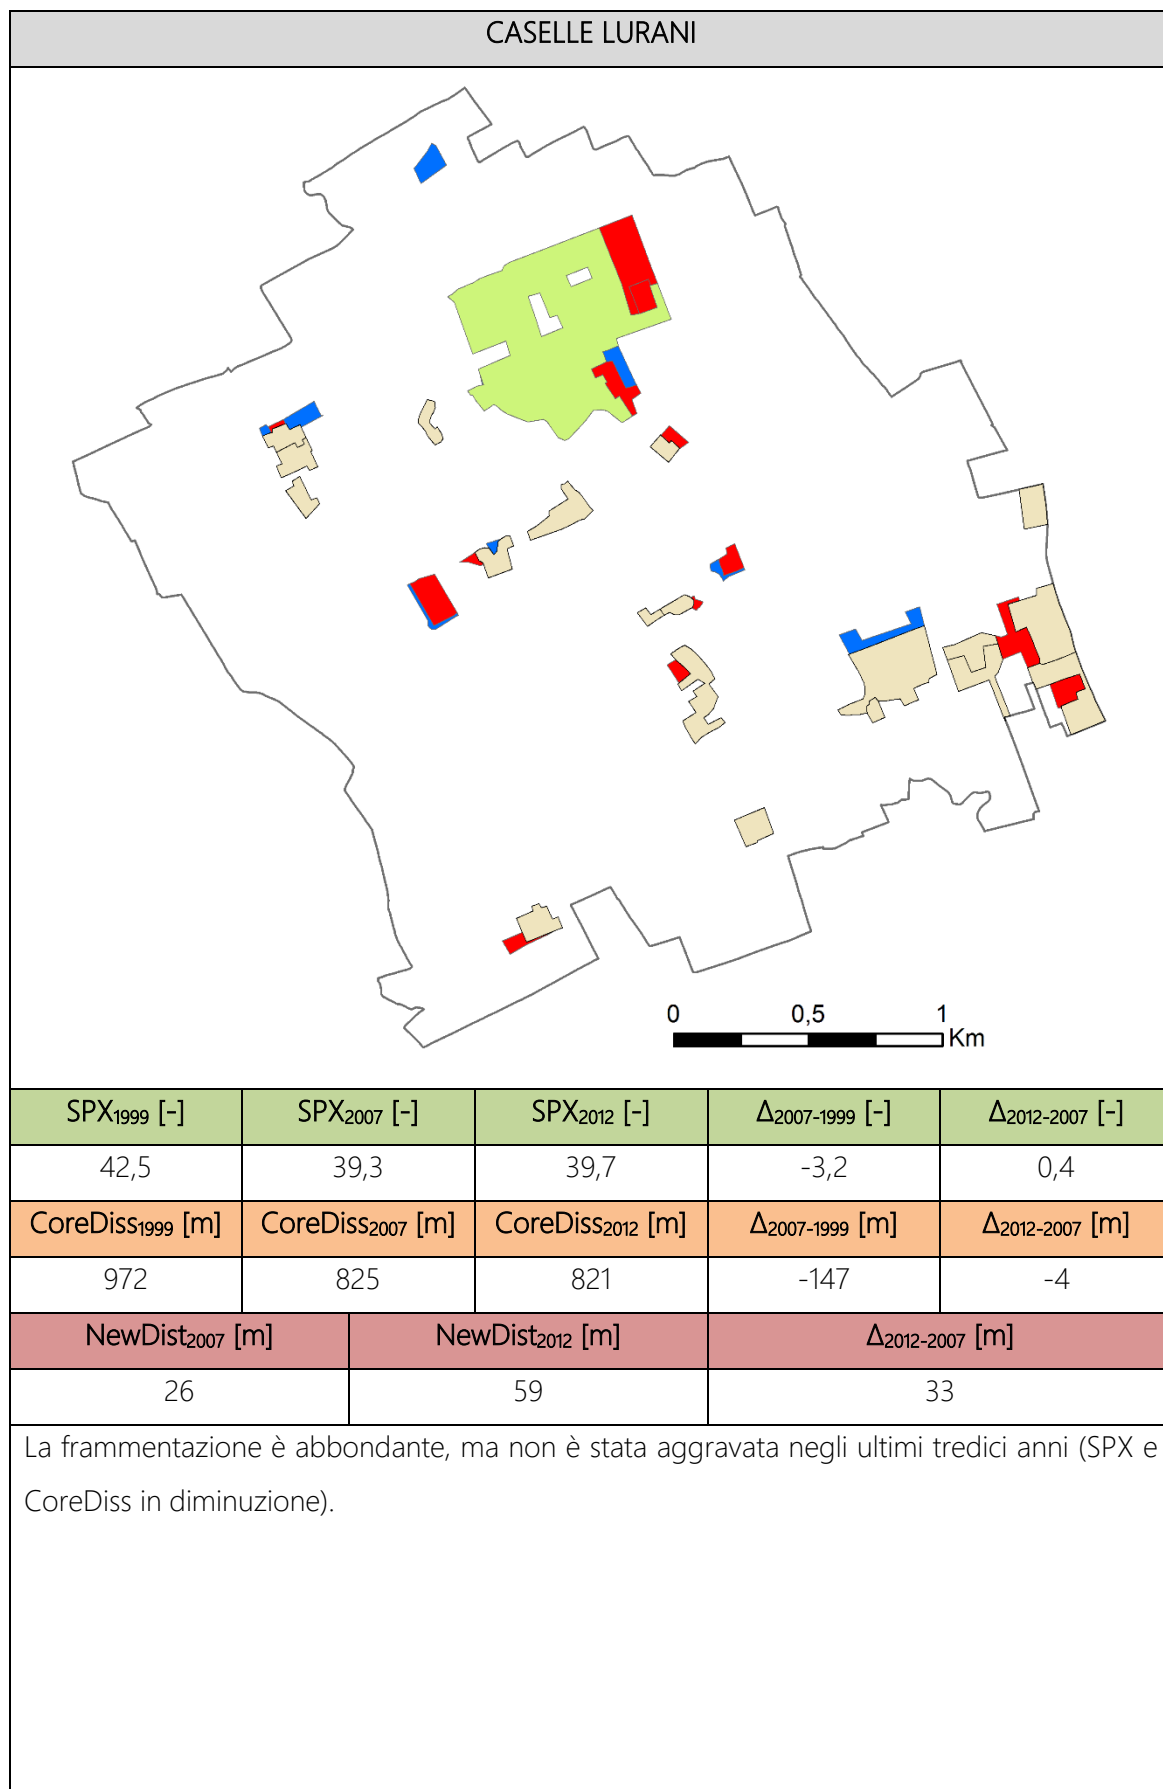 CASELLE LURANI
0 0,5 1
Km
SPX1999 [-] SPX2007 [-] SPX2012 [-] Δ2007-1999 [-] Δ2012-2007 [-]
42,5 39,3 39,7 -3,2 0,4
CoreDiss1999 [m] CoreDiss2007 [m] CoreDiss2012 [m] Δ2007-1999 [m] Δ2012-2007 [m]
972 825 821 -147 -4
NewDist2007 [m] NewDist2012 [m] Δ2012-2007 [m]
26 59 33
La frammentazione è abbondante, ma non è stata aggravata negli ultimi tredici anni (SPX e
CoreDiss in diminuzione).